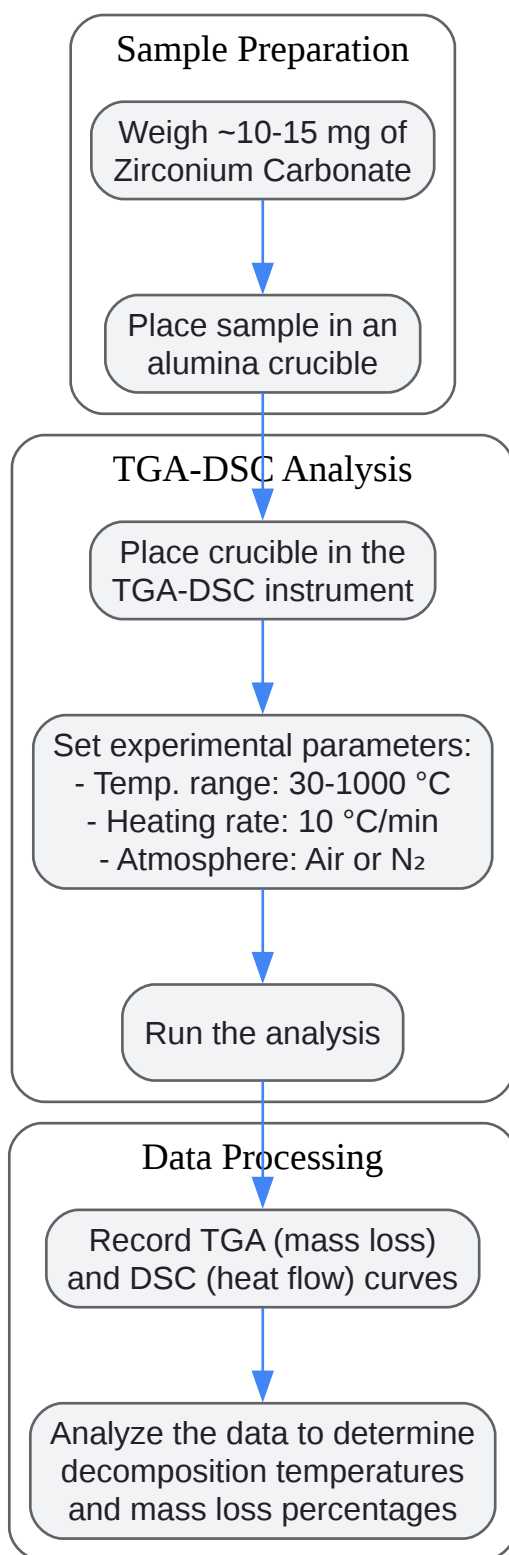 Sample Preparation
Weigh ~10-15 mg of
Zirconium Carbonate
Place sample in an
alumina crucible
TGA-DSC Analysis
Place crucible in the
TGA-DSC instrument
Set experimental parameters:
- Temp. range: 30-1000 °C
- Heating rate: 10 °C/min
- Atmosphere: Air or N₂
Run the analysis
Data Processing
Record TGA (mass loss)
and DSC (heat flow) curves
Analyze the data to determine
decomposition temperatures
and mass loss percentages